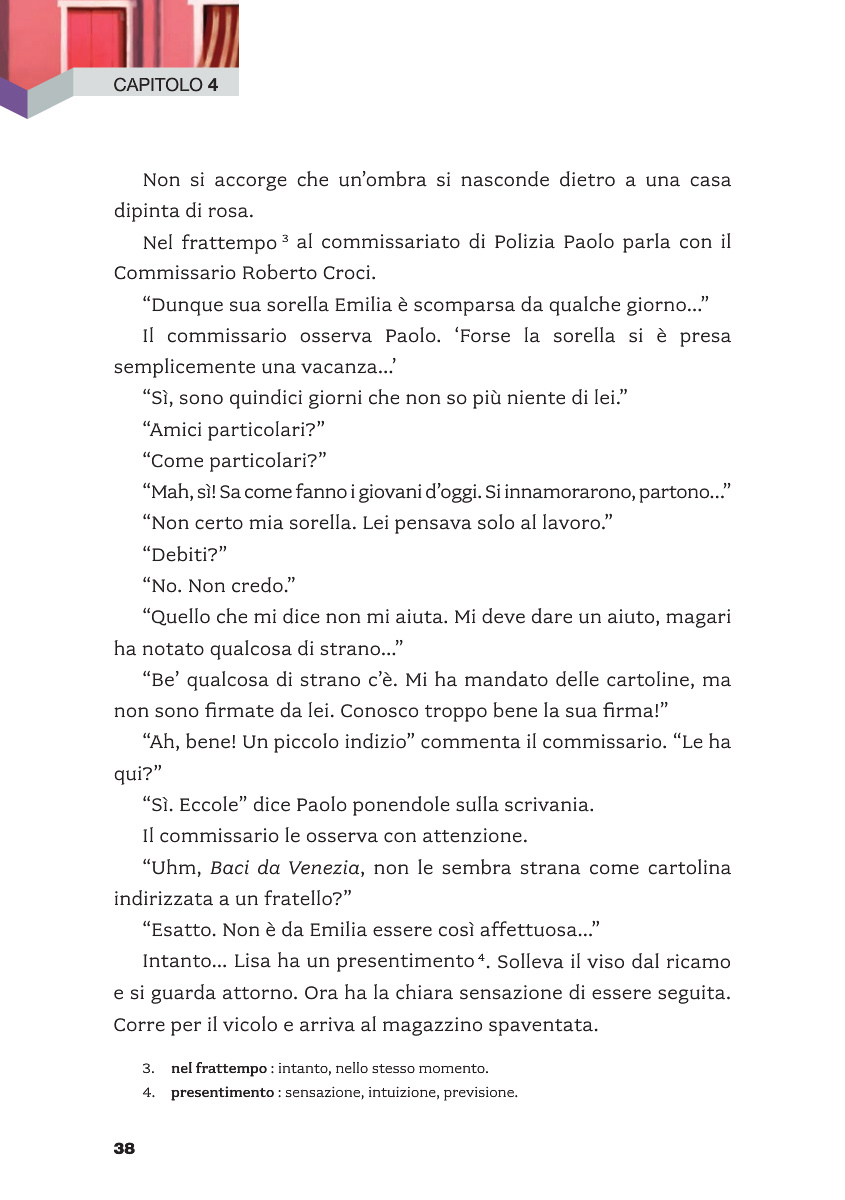 CAPITOLO 4
Non si accorge che un’ombra si nasconde dietro a una casa
dipinta di rosa.
Nel frattempo ³ al commissariato di Polizia Paolo parla con il
Commissario Roberto Croci.
“Dunque sua sorella Emilia è scomparsa da qualche giorno...”
Il commissario osserva Paolo. ‘Forse la sorella si è presa
semplicemente una vacanza...’
“Sì, sono quindici giorni che non so più niente di lei.”
“Amici particolari?”
“Come particolari?”
“Mah, sì! Sa come fanno i giovani d’oggi. Si innamorarono, partono...”
“Non certo mia sorella. Lei pensava solo al lavoro.”
“Debiti?”
“No. Non credo.”
“Quello che mi dice non mi aiuta. Mi deve dare un aiuto, magari
ha notato qualcosa di strano...”
“Be’ qualcosa di strano c’è. Mi ha mandato delle cartoline, ma
non sono firmate da lei. Conosco troppo bene la sua firma!”
“Ah, bene! Un piccolo indizio” commenta il commissario. “Le ha
qui?”
“Sì. Eccole” dice Paolo ponendole sulla scrivania.
Il commissario le osserva con attenzione.
“Uhm, Baci da Venezia, non le sembra strana come cartolina
indirizzata a un fratello?”
“Esatto. Non è da Emilia essere così affettuosa...”
Intanto... Lisa ha un presentimento ⁴. Solleva il viso dal ricamo
e si guarda attorno. Ora ha la chiara sensazione di essere seguita.
Corre per il vicolo e arriva al magazzino spaventata.
3. nel frattempo : intanto, nello stesso momento.
4. presentimento : sensazione, intuizione, previsione.
38